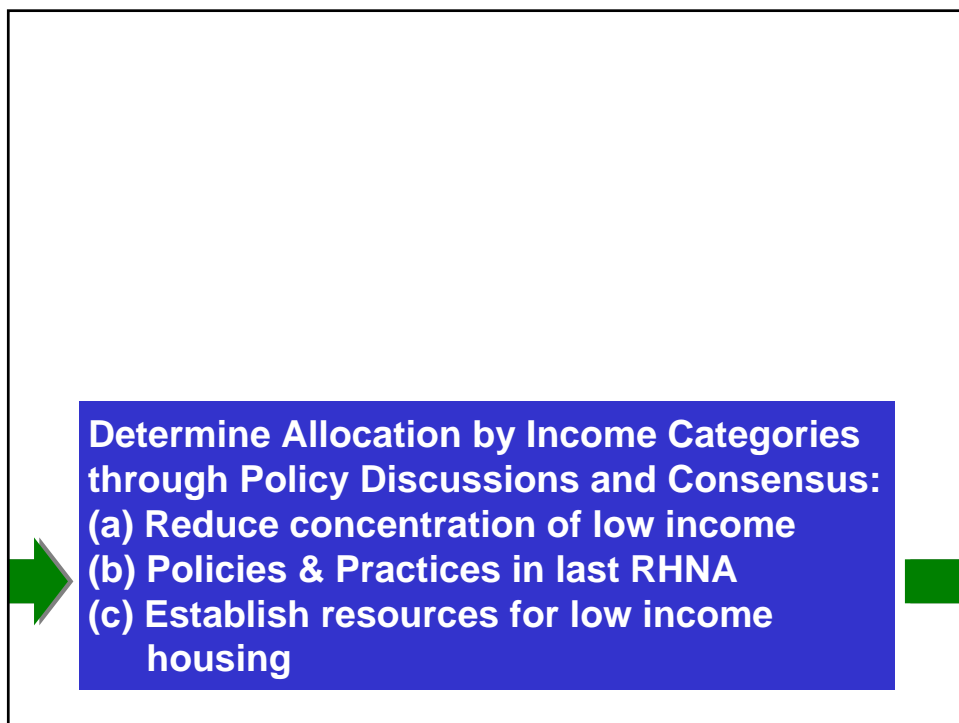 Determine Allocation by Income Categories
through Policy Discussions and Consensus:
(a) Reduce concentration of low income
(b) Policies & Practices in last RHNA
(c) Establish resources for low income
housing